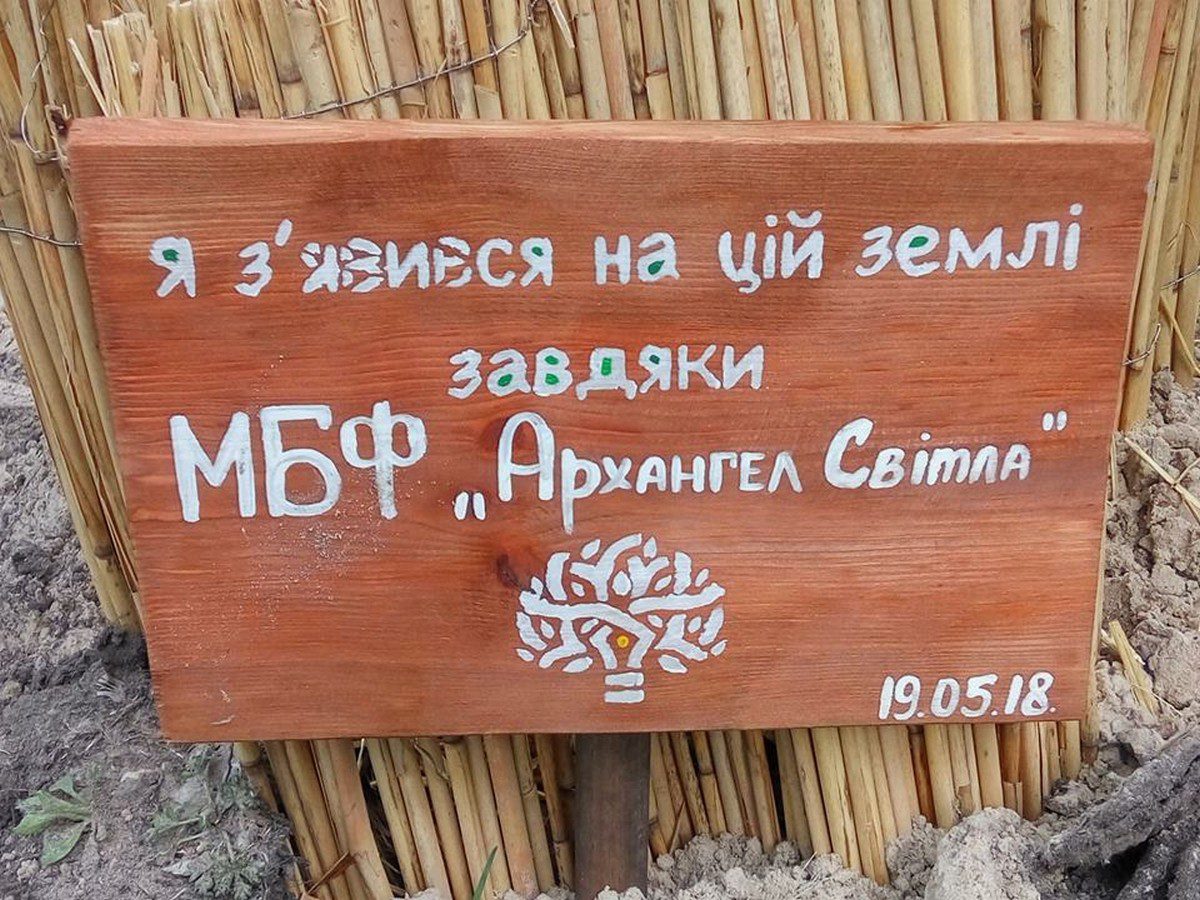 я з'явився на цій землі
завдяки
МБФ „Архангел Світла"
19.05.18.